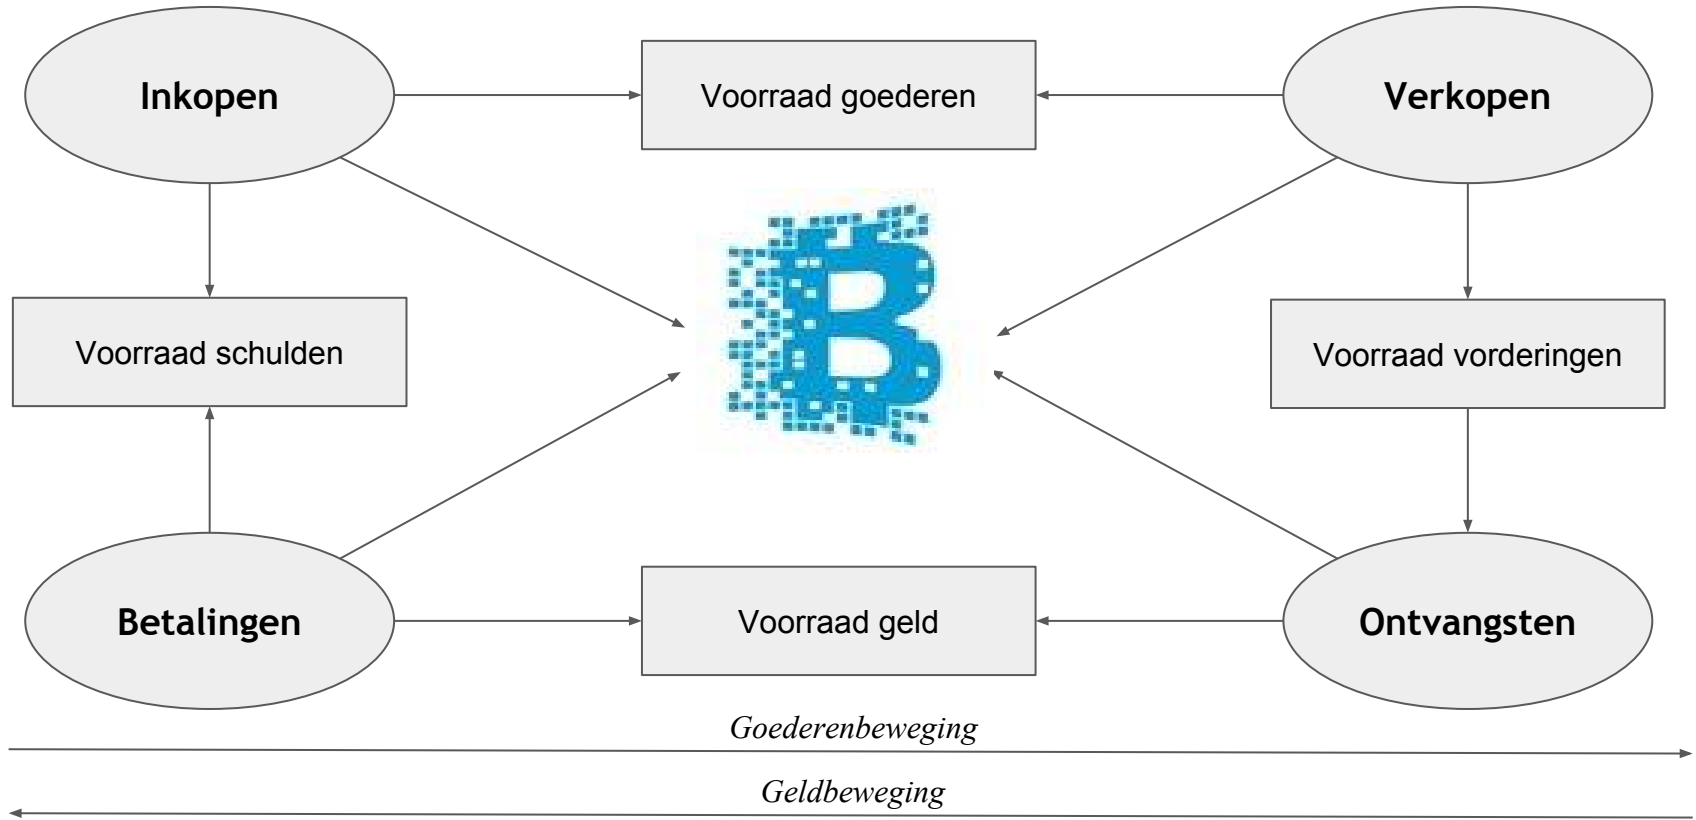 Inkopen
Voorraad goederen
Verkopen
Voorraad schulden
Voorraad vorderingen
Betalingen
Voorraad geld
Ontvangsten
Goederenbeweging
Geldbeweging